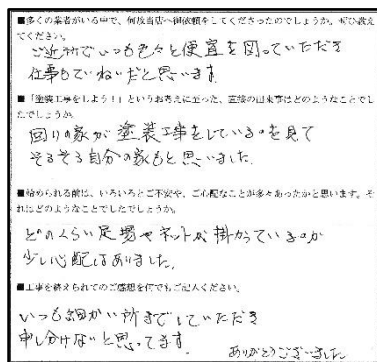 ■多くの業者がいる中で、何故当店へ御依頼をしてくださったのでしょうか。ぜひ教え
てください。
ご近所でいつも色々と便宜を図っていただき
仕事もていねいだと思います。
■「塗装工事をしよう！」というお考えに至った、直接の出来事はどのようなことでし
たでしょうか。
回りの家が塗装工事をしているのを見て
そろそろ自分の家もと思いました。
■始められる前は、いろいろとご不安や、ご心配なことが多々あったかと思います。そ
れはどのようなことでしたでしょうか。
どのくらい足場やネットが掛かっているのか
少し心配はありました。
■工事を終えられてのご感想を何でもご記入ください。
いつも細かい所までしていただき
申し分けないと思ってます。
ありがとうございました